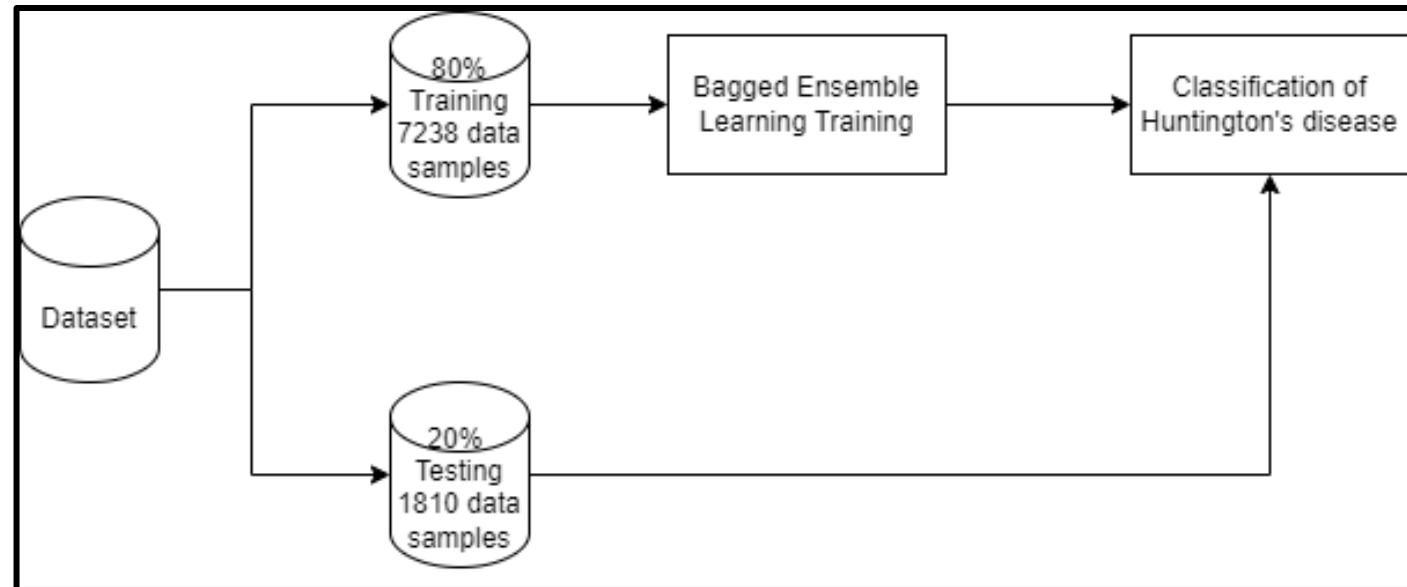 80%
Training
7238 data
samples
Bagged Ensemble
Learning Training
Classification of
Huntington's disease
Dataset
20%
Testing
1810 data
samples